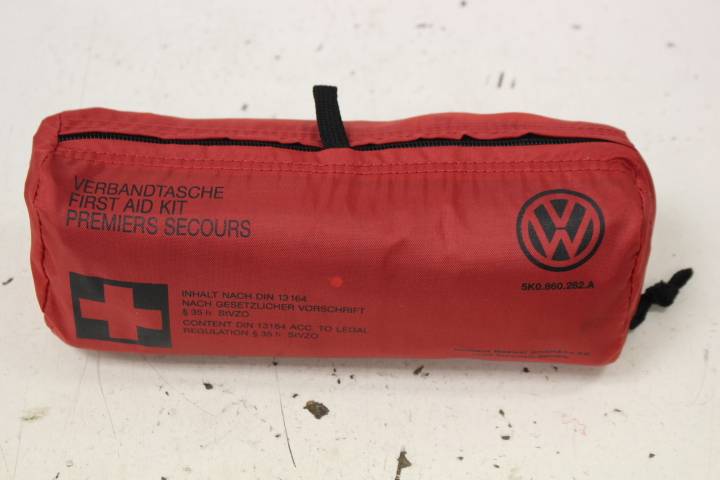 VERBANDTASCHE
FIRST AID KIT
PREMIERS SECOURS
VW
5K0.860.282.A
INHALT NACH DIN 13164
NACH GESETZLICHER VORSCHRIFT
§ 35 h StVZO
CONTENT DIN 13164 ACC. TO LEGAL
REGULATION § 35 h StVZO